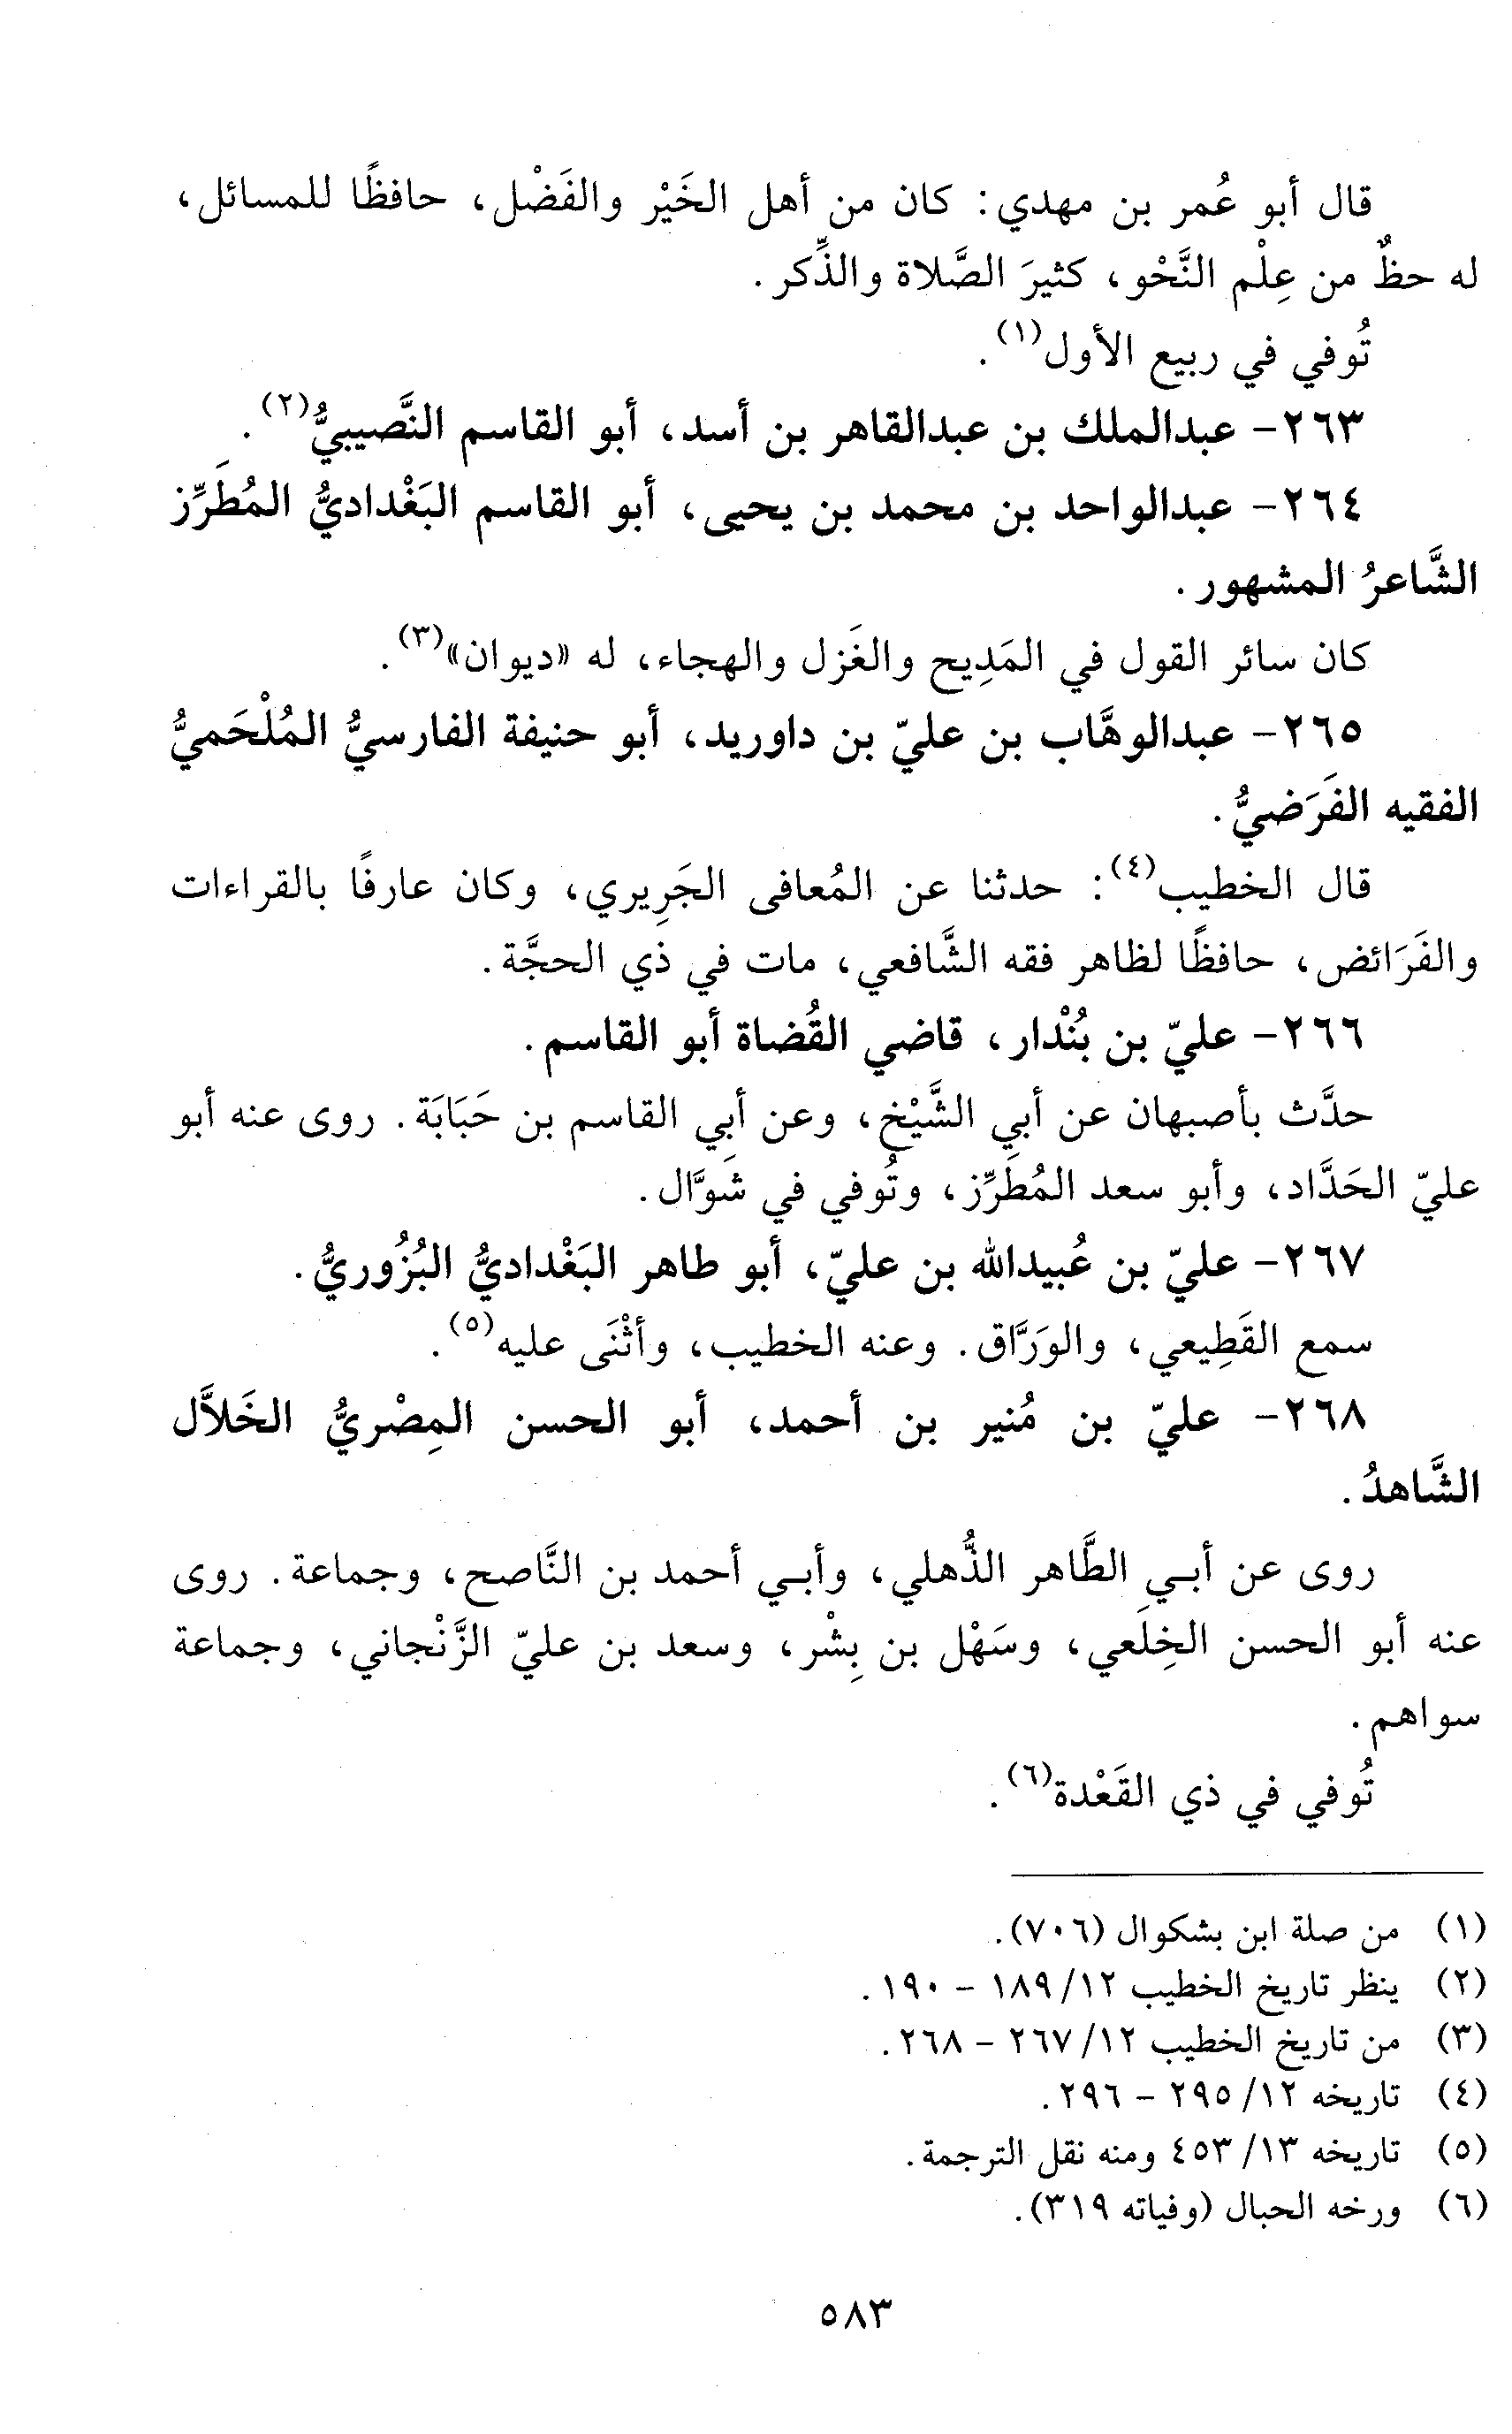 قال أبو عُمر بن مهدي: كان من أهل الخَيْر والفَضْل، حافظًا للمسائل،
له حظٌ من عِلْم النَّحْو، كثيرَ الصَّلاة والذِّكر.
تُوفي في ربيع الأول(١).
٢٦٣- عبدالملك بن عبدالقاهر بن أسد، أبو القاسم النَّصيبيُّ(٢).
٢٦٤- عبدالواحد بن محمد بن يحيى، أبو القاسم البَغْداديُّ المُطَرِّز
الشَّاعرُ المشهور.
كان سائر القول في المَدِيح والغَزل والهجاء، له «ديوان»(٣).
٢٦٥- عبدالوهَّاب بن عليّ بن داوريد، أبو حنيفة الفارسيُّ المُلْحَميُّ
الفقيه الفَرَضيُّ.
قال الخطيب(٤): حدثنا عن المُعافى الجَرِيري، وكان عارفًا بالقراءات
والفَرَائض، حافظًا لظاهر فقه الشَّافعي، مات في ذي الحجَّة.
٢٦٦- عليّ بن بُنْدار، قاضي القُضاة أبو القاسم.
حدَّث بأصبهان عن أبي الشَّيْخ، وعن أبي القاسم بن حَبَابَة. روى عنه أبو
عليّ الحَدَّاد، وأبو سعد المُطَرِّز، وتُوفي في شَوَّال.
٢٦٧- عليّ بن عُبيدالله بن عليّ، أبو طاهر البَغْداديُّ البُزُوريُّ.
سمع القَطِيعي، والوَرَّاق. وعنه الخطيب، وأثْنَى عليه(٥).
٢٦٨- عليّ بن مُنير بن أحمد، أبو الحسن المِصْريُّ الخَلاَّل
الشَّاهدُ.
روى عن أبي الطَّاهر الذُّهلي، وأبي أحمد بن النَّاصح، وجماعة. روى
عنه أبو الحسن الخِلَعي، وسَهْل بن بِشْر، وسعد بن عليّ الزَّنْجاني، وجماعة
سواهم.
تُوفي في ذي القَعْدة(٦).
(١) من صلة ابن بشكوال (٧٠٦).
(٢) ينظر تاريخ الخطيب ١٢/ ١٨٩ - ١٩٠.
(٣) من تاريخ الخطيب ١٢/ ٢٦٧ - ٢٦٨.
(٤) تاريخه ١٢/ ٢٩٥ - ٢٩٦.
(٥) تاريخه ١٣/ ٤٥٣ ومنه نقل الترجمة.
(٦) ورخه الحبال (وفياته ٣١٩).
٥٨٣